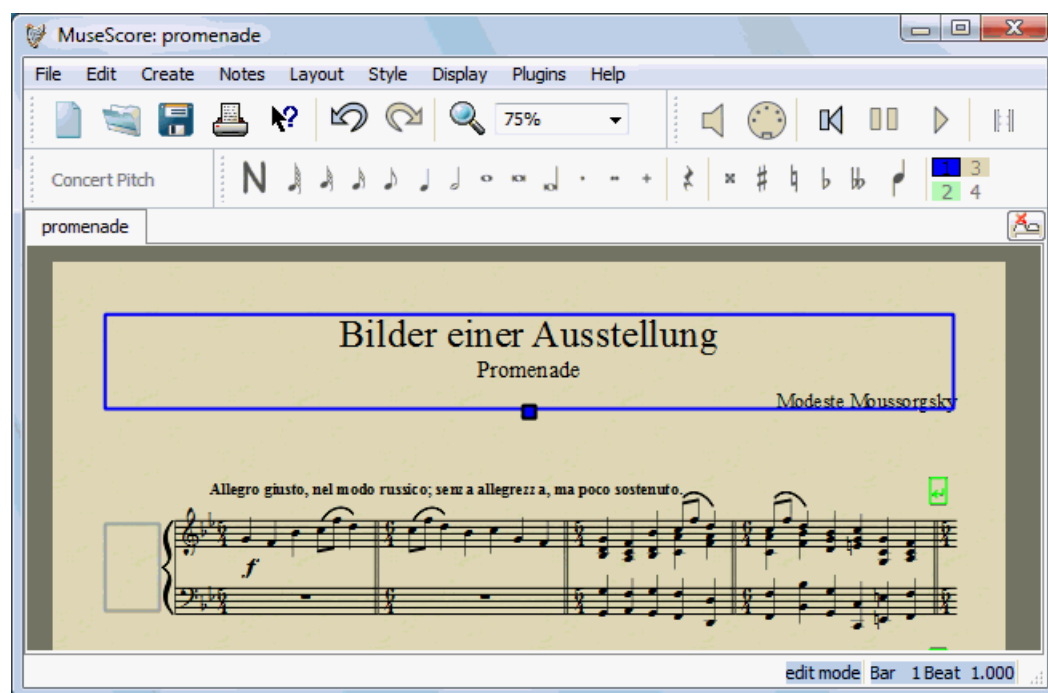 MuseScore: promenade
File Edit Create Notes Layout Style Display Plugins Help
75%
Concert Pitch
N
1 3
2 4
promenade
Bilder einer Ausstellung
Promenade
Modeste Moussorgsky
Allegro giusto, nel modo russico; senza allegrezza, ma poco sostenuto.
f
edit mode Bar 1 Beat 1.000